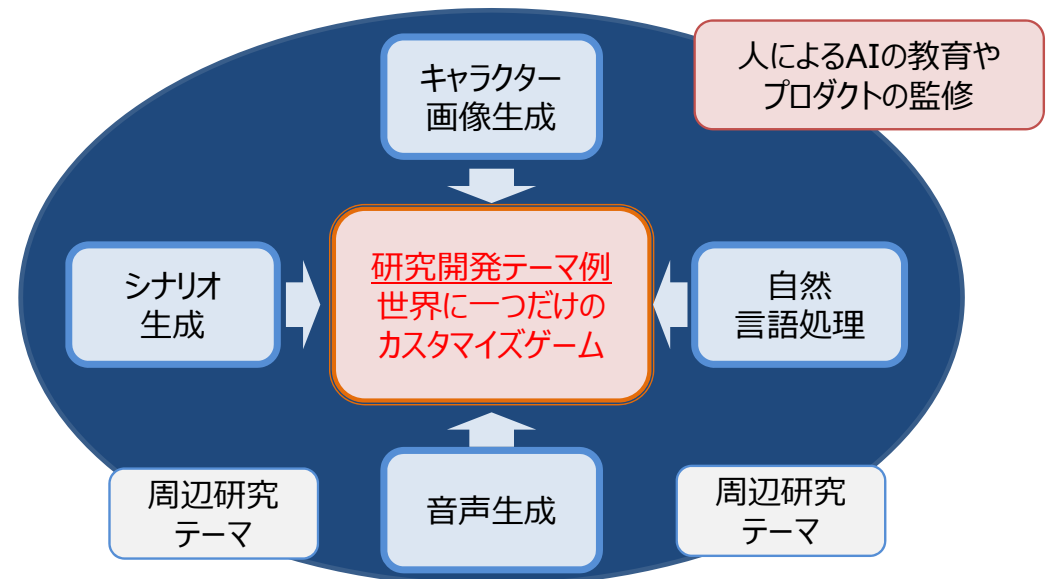 キャラクター
画像生成
人によるAIの教育や
プロダクトの監修
シナリオ
生成
研究開発テーマ例
世界に一つだけの
カスタマイズゲーム
自然
言語処理
周辺研究
テーマ
音声生成
周辺研究
テーマ